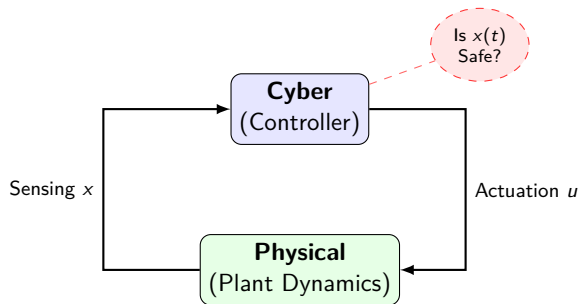 Is x(t)
Safe?
Cyber
(Controller)
Sensing x
Actuation u
Physical
(Plant Dynamics)